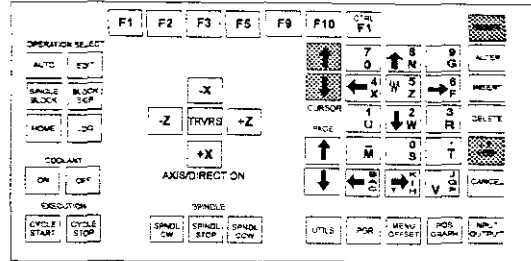 F1 F2 F3 F5 F9 F10 CTRL F1
OPERATION SELECT
AUTO EDIT
SINGLE BLOCK BLOCK SKIP
HOME JOG
COOLANT
ON OFF
EXECUTION
CYCLE START CYCLE STOP
-X
-Z TRVRS +Z
+X
AXIS/DIRECTION
SPINDLE
SPNDL CW SPNDL STOP SPNDL CCW
7 O 8 N 9 G
4 X 5 Z 6 F
CURSOR
1 U 2 W 3 R
PAGE
- M 0 S . T
ALTER
INSERT
DELETE
CANCEL
UTILS PGR MENU OFFSET POS GRAPH INPUT OUTPUT